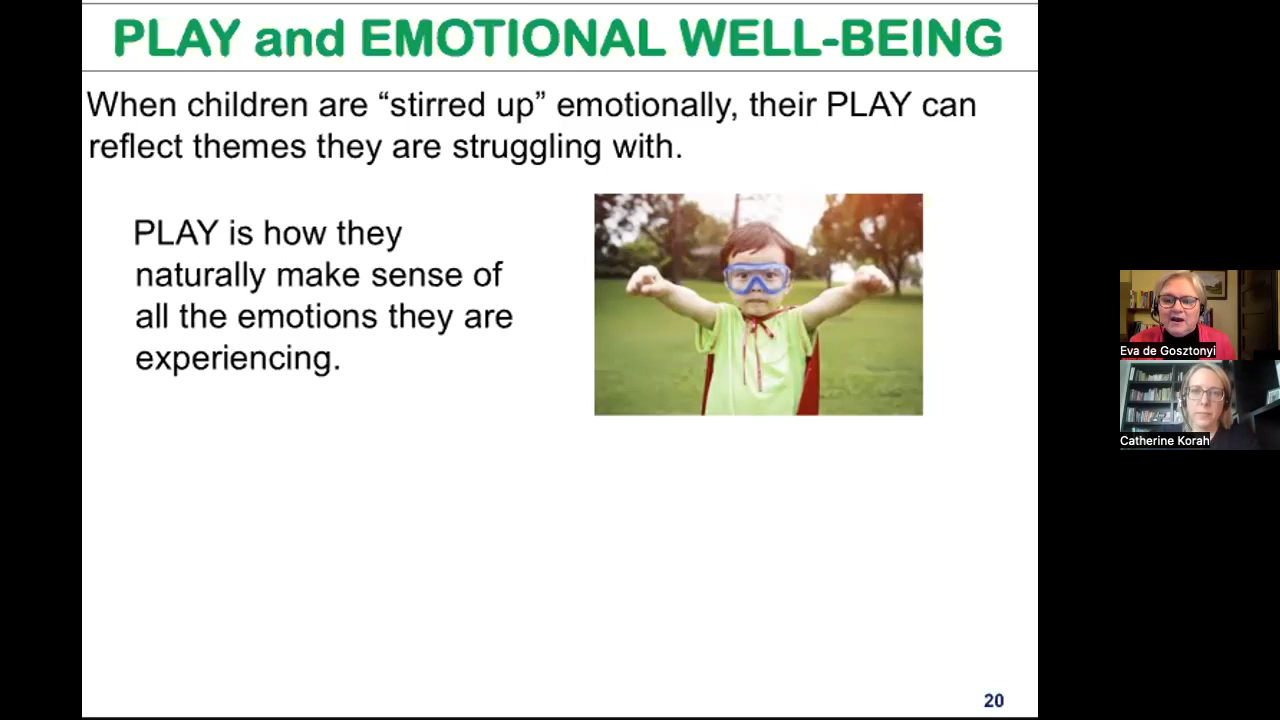 PLAY and EMOTIONAL WELL-BEING
When children are “stirred up” emotionally, their PLAY can
reflect themes they are struggling with.
PLAY is how they
naturally make sense of
all the emotions they are
experiencing.
Eva de Gosztonyi
Catherine Korah
20